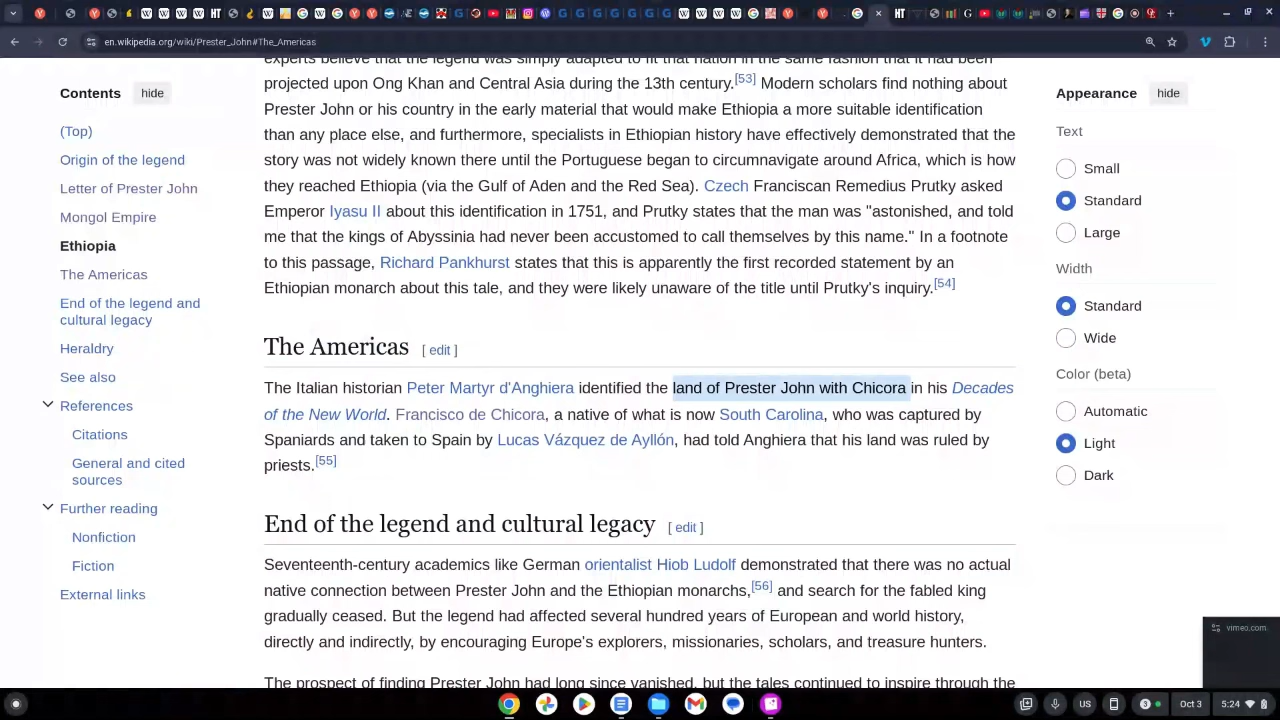 en.wikipedia.org/wiki/Prester_John#The_Americas
Contents
hide
(Top)
Origin of the legend
Letter of Prester John
Mongol Empire
Ethiopia
The Americas
End of the legend and
cultural legacy
Heraldry
See also
References
Citations
General and cited
sources
Further reading
Nonfiction
Fiction
External links
experts believe that the legend was simply adapted to fit that nation in the same fashion that it had been
projected upon Ong Khan and Central Asia during the 13th century.[53] Modern scholars find nothing about
Prester John or his country in the early material that would make Ethiopia a more suitable identification
than any place else, and furthermore, specialists in Ethiopian history have effectively demonstrated that the
story was not widely known there until the Portuguese began to circumnavigate around Africa, which is how
they reached Ethiopia (via the Gulf of Aden and the Red Sea). Czech Franciscan Remedius Prutky asked
Emperor Iyasu II about this identification in 1751, and Prutky states that the man was "astonished, and told
me that the kings of Abyssinia had never been accustomed to call themselves by this name." In a footnote
to this passage, Richard Pankhurst states that this is apparently the first recorded statement by an
Ethiopian monarch about this tale, and they were likely unaware of the title until Prutky's inquiry.[54]
The Americas [ edit ]
The Italian historian Peter Martyr d'Anghiera identified the land of Prester John with Chicora in his Decades
of the New World. Francisco de Chicora, a native of what is now South Carolina, who was captured by
Spaniards and taken to Spain by Lucas Vázquez de Ayllón, had told Anghiera that his land was ruled by
priests.[55]
End of the legend and cultural legacy [ edit ]
Seventeenth-century academics like German orientalist Hiob Ludolf demonstrated that there was no actual
native connection between Prester John and the Ethiopian monarchs,[56] and search for the fabled king
gradually ceased. But the legend had affected several hundred years of European and world history,
directly and indirectly, by encouraging Europe's explorers, missionaries, scholars, and treasure hunters.
The prospect of finding Prester John had long since vanished, but the tales continued to inspire through the
Appearance
hide
Text
Small
Standard
Large
Width
Standard
Wide
Color (beta)
Automatic
Light
Dark
vimeo.com
US
3
Oct 3
5:24